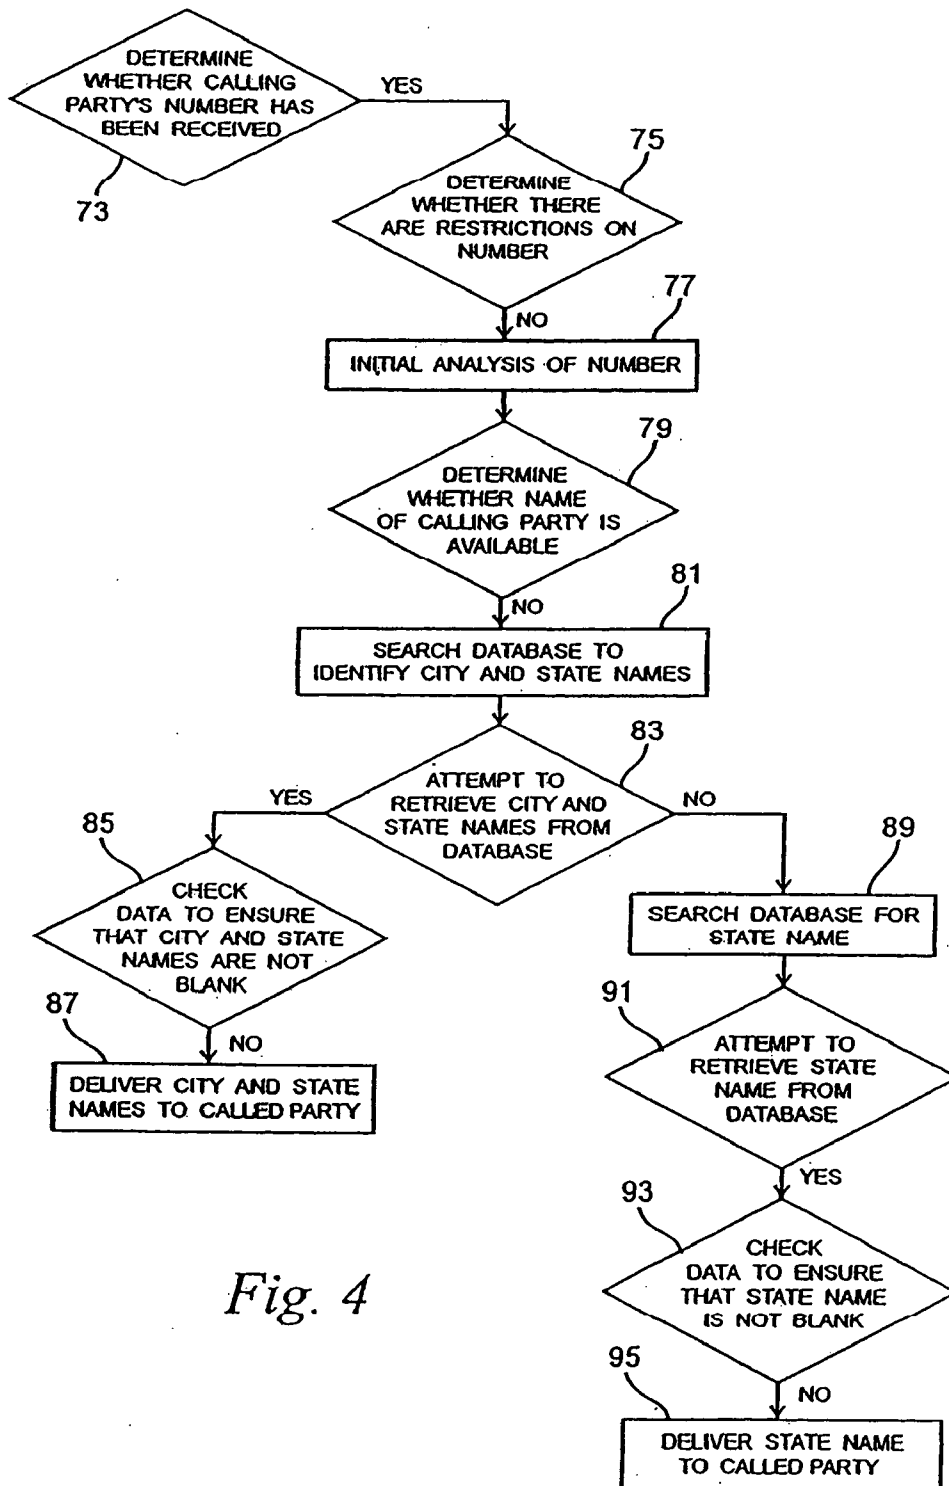 DETERMINE
WHETHER CALLING
PARTY'S NUMBER HAS
BEEN RECEIVED
YES
73
75
DETERMINE
WHETHER THERE
ARE RESTRICTIONS ON
NUMBER
NO
77
INITIAL ANALYSIS OF NUMBER
79
DETERMINE
WHETHER NAME
OF CALLING PARTY IS
AVAILABLE
NO
81
SEARCH DATABASE TO
IDENTIFY CITY AND STATE NAMES
83
ATTEMPT TO
RETRIEVE CITY AND
STATE NAMES FROM
DATABASE
YES
NO
85
CHECK
DATA TO ENSURE
THAT CITY AND STATE
NAMES ARE NOT
BLANK
NO
87
DELIVER CITY AND STATE
NAMES TO CALLED PARTY
89
SEARCH DATABASE FOR
STATE NAME
91
ATTEMPT TO
RETRIEVE STATE
NAME FROM
DATABASE
YES
93
CHECK
DATA TO ENSURE
THAT STATE NAME
IS NOT BLANK
NO
95
DELIVER STATE NAME
TO CALLED PARTY
Fig. 4